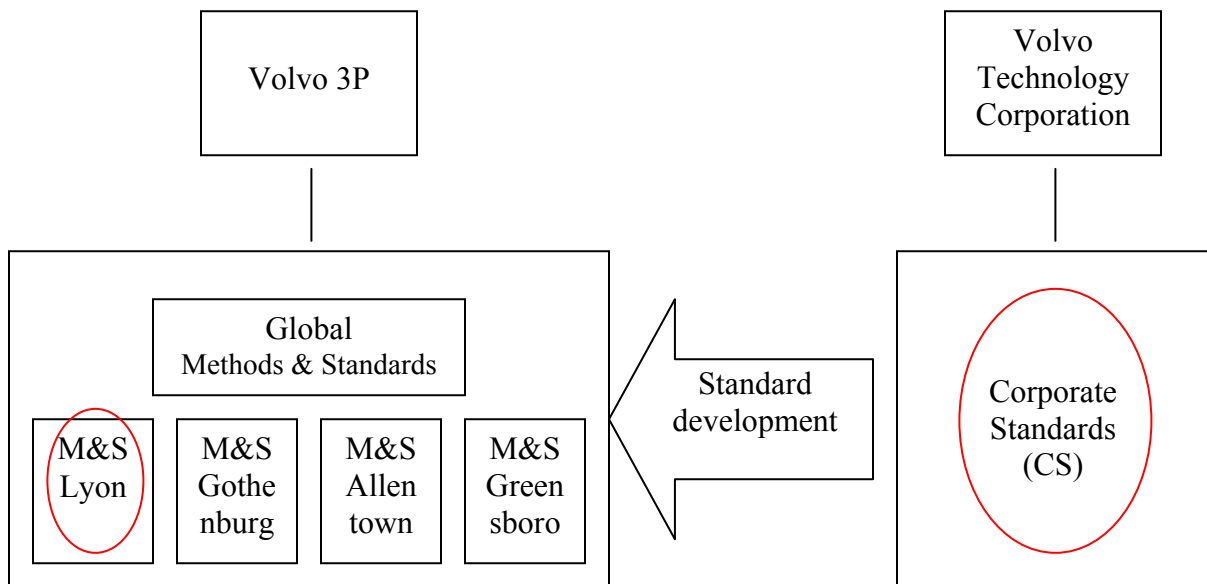 Volvo 3P
Volvo
Technology
Corporation
Global
Methods & Standards
M&S
Lyon
M&S
Gothe
nburg
M&S
Allen
town
M&S
Green
sboro
Standard
development
Corporate
Standards
(CS)